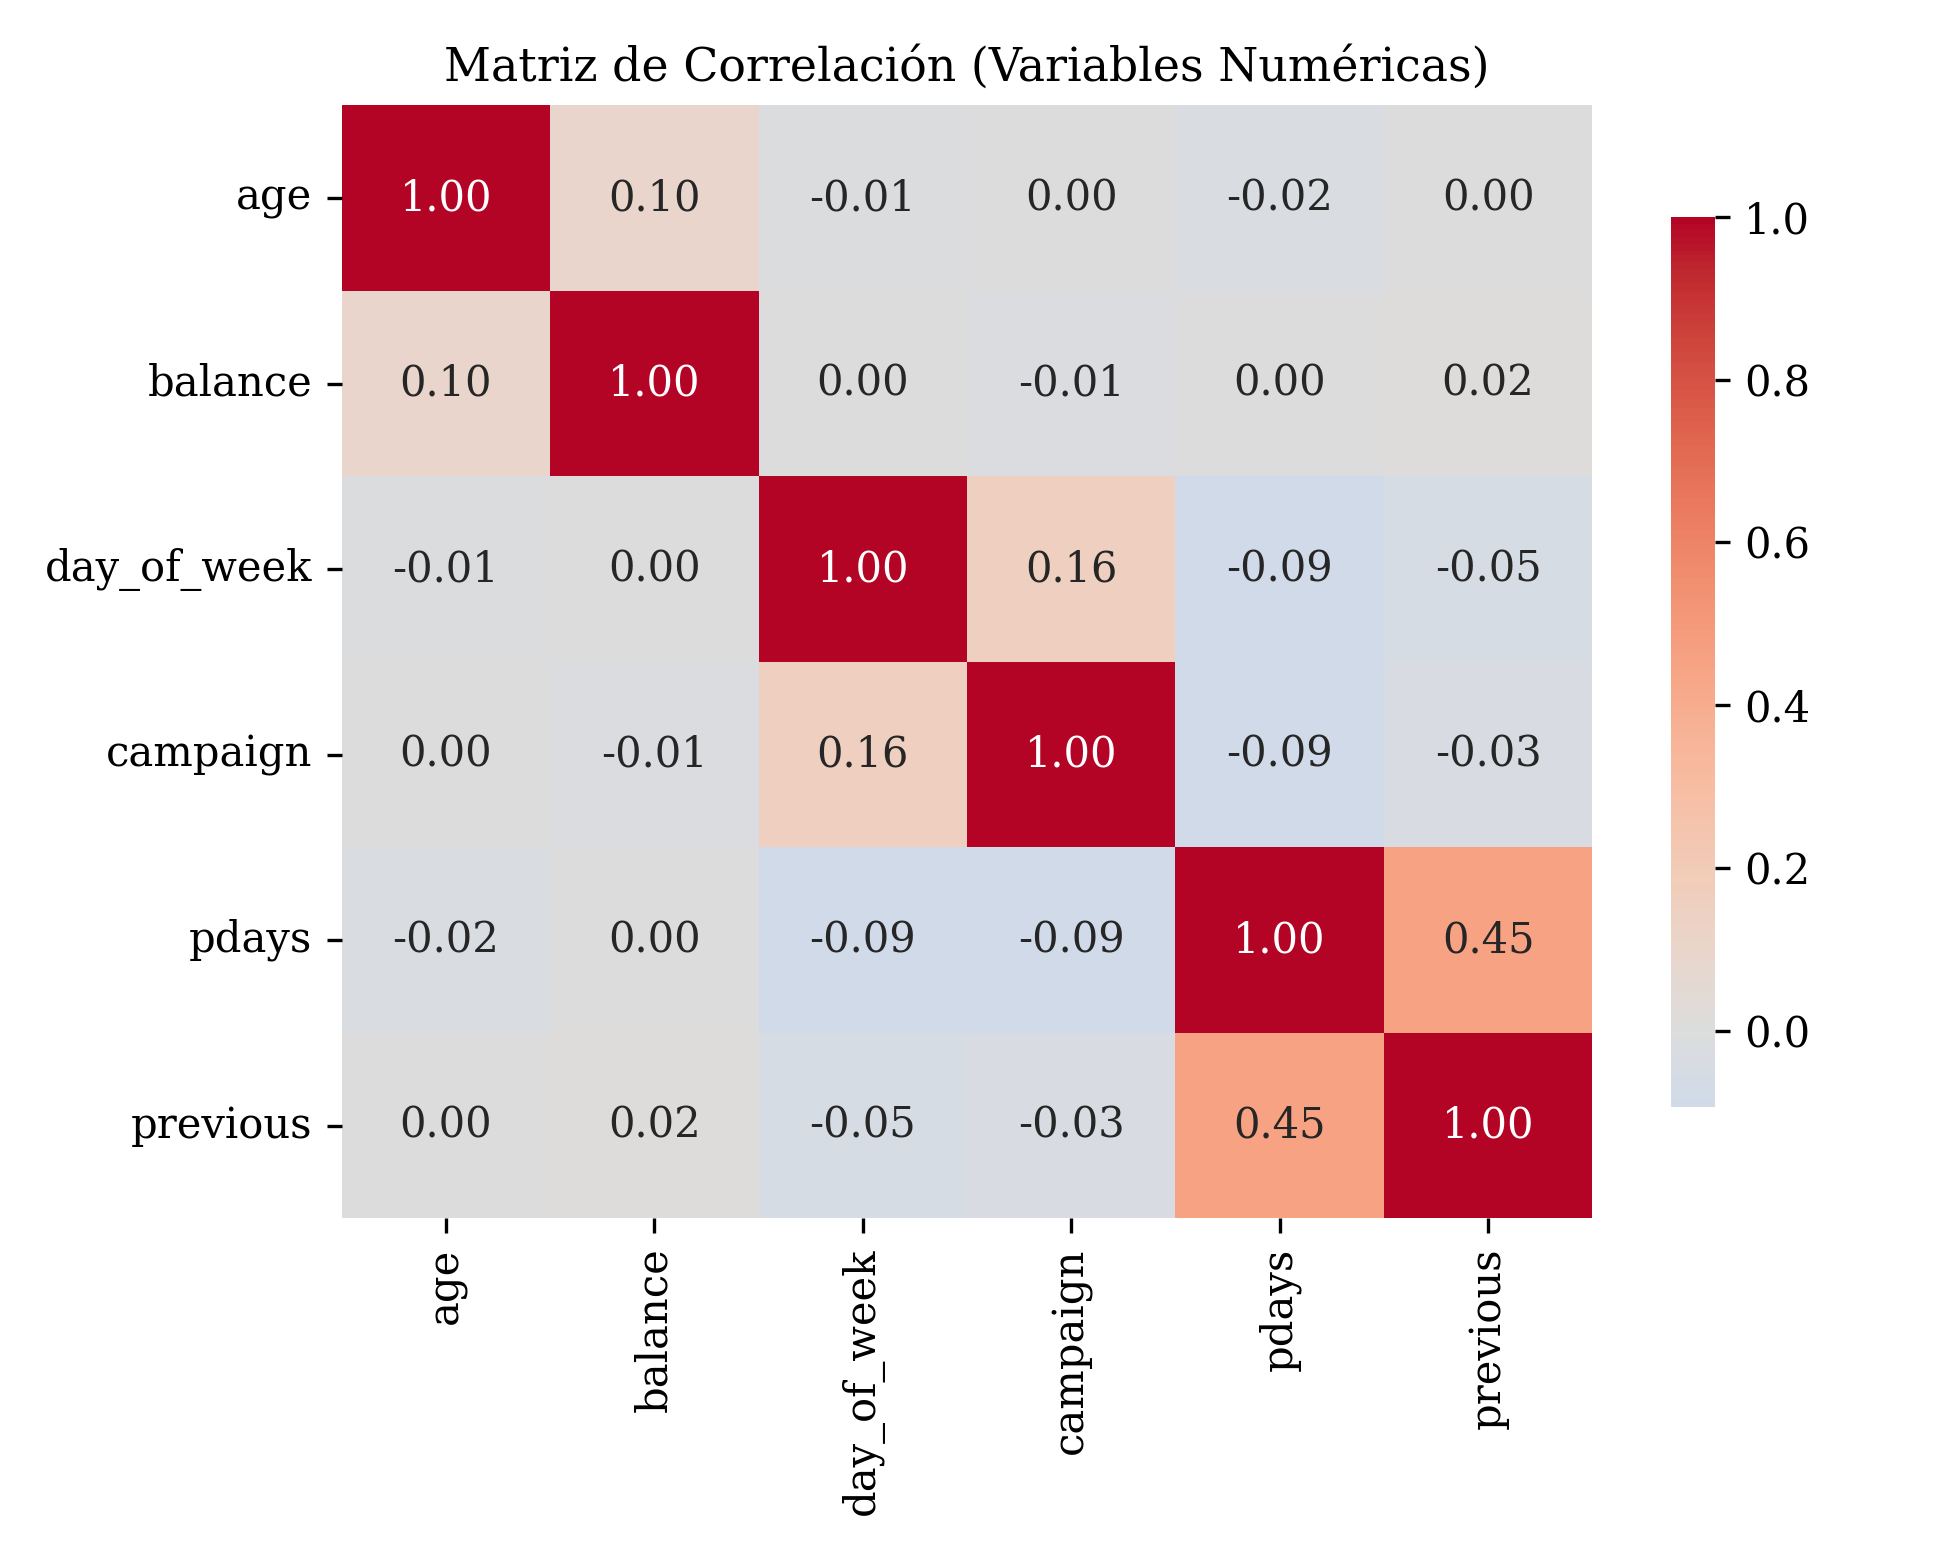 Matriz de Correlación (Variables Numéricas)
age 1.00 0.10 -0.01 0.00 -0.02 0.00
balance 0.10 1.00 0.00 -0.01 0.00 0.02
day_of_week -0.01 0.00 1.00 0.16 -0.09 -0.05
campaign 0.00 -0.01 0.16 1.00 -0.09 -0.03
pdays -0.02 0.00 -0.09 -0.09 1.00 0.45
previous 0.00 0.02 -0.05 -0.03 0.45 1.00
age balance day_of_week campaign pdays previous
1.0
0.8
0.6
0.4
0.2
0.0